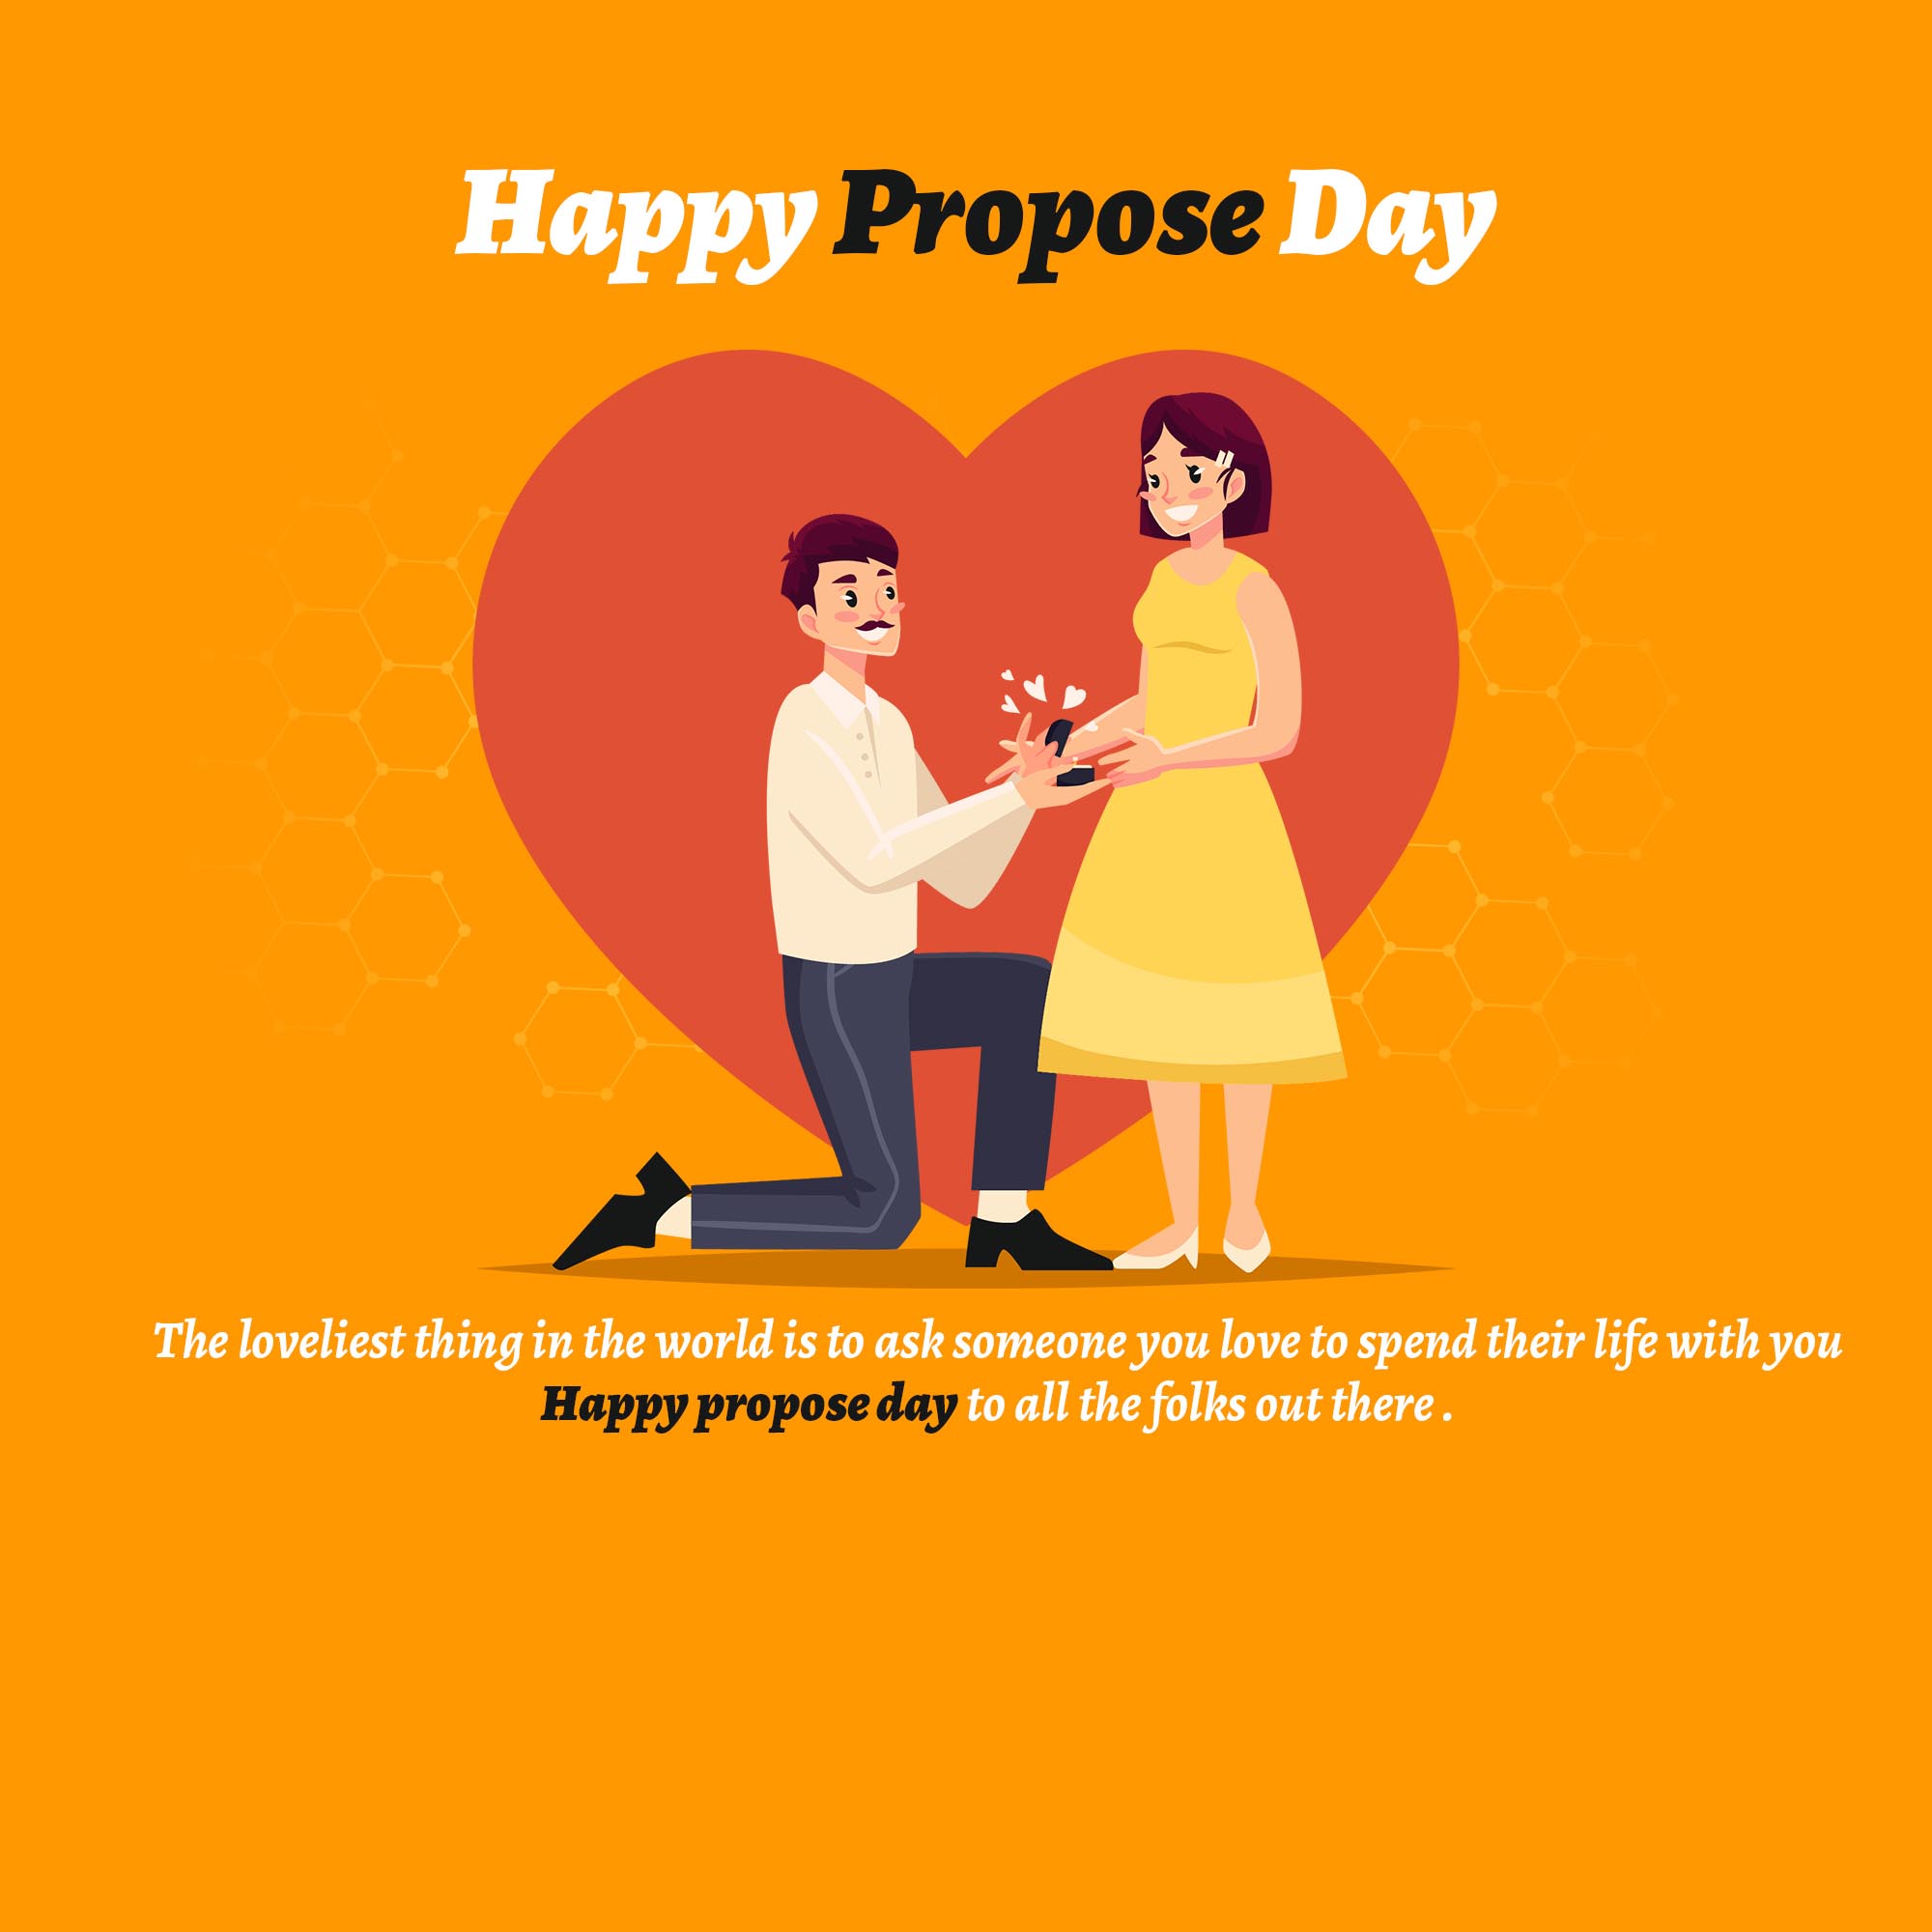 Happy Propose Day
The loveliest thing in the world is to ask someone you love to spend their life with you
Happy propose day to all the folks out there .